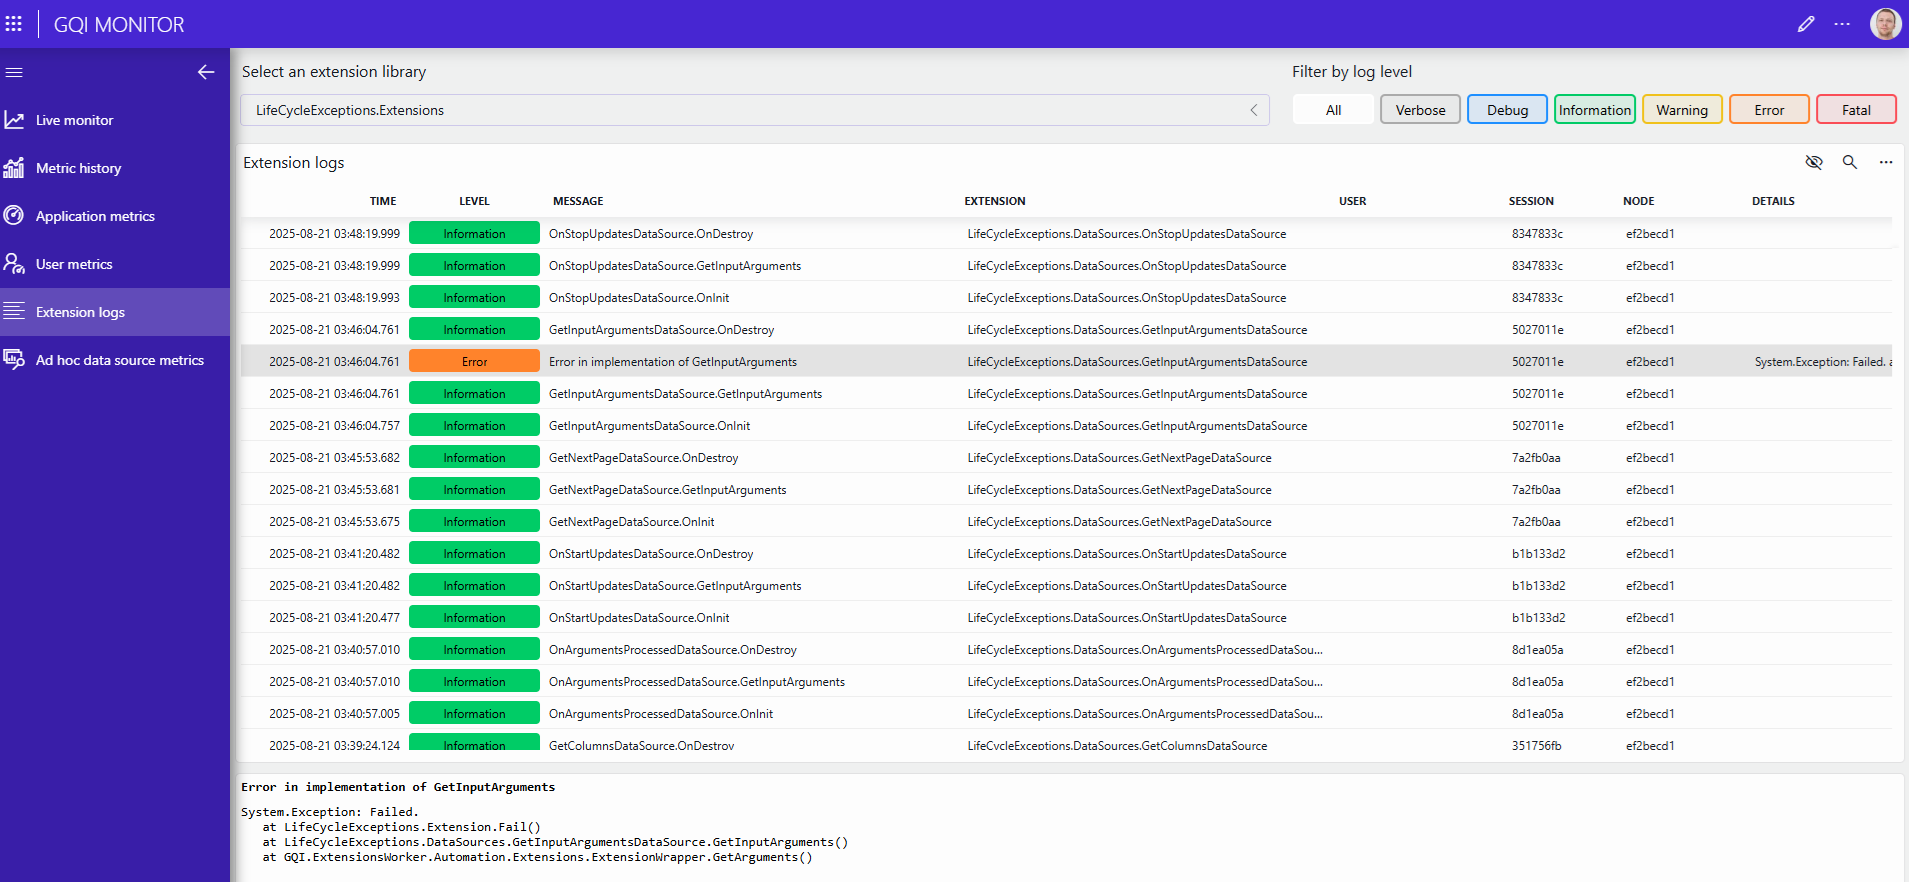 GQI MONITOR
Select an extension library
Filter by log level
LifeCycleExceptions.Extensions
All Verbose Debug Information Warning Error Fatal
Live monitor
Metric history
Application metrics
User metrics
Extension logs
Ad hoc data source metrics
Extension logs
TIME LEVEL MESSAGE EXTENSION USER SESSION NODE DETAILS
2025-08-21 03:48:19.999 Information OnStopUpdatesDataSource.OnDestroy LifeCycleExceptions.DataSources.OnStopUpdatesDataSource 8347833c ef2becd1
2025-08-21 03:48:19.999 Information OnStopUpdatesDataSource.GetInputArguments LifeCycleExceptions.DataSources.OnStopUpdatesDataSource 8347833c ef2becd1
2025-08-21 03:48:19.993 Information OnStopUpdatesDataSource.OnInit LifeCycleExceptions.DataSources.OnStopUpdatesDataSource 8347833c ef2becd1
2025-08-21 03:46:04.761 Information GetInputArgumentsDataSource.OnDestroy LifeCycleExceptions.DataSources.GetInputArgumentsDataSource 5027011e ef2becd1
2025-08-21 03:46:04.761 Error Error in implementation of GetInputArguments LifeCycleExceptions.DataSources.GetInputArgumentsDataSource 5027011e ef2becd1 System.Exception: Failed. a
2025-08-21 03:46:04.761 Information GetInputArgumentsDataSource.GetInputArguments LifeCycleExceptions.DataSources.GetInputArgumentsDataSource 5027011e ef2becd1
2025-08-21 03:46:04.757 Information GetInputArgumentsDataSource.OnInit LifeCycleExceptions.DataSources.GetInputArgumentsDataSource 5027011e ef2becd1
2025-08-21 03:45:53.682 Information GetNextPageDataSource.OnDestroy LifeCycleExceptions.DataSources.GetNextPageDataSource 7a2fb0aa ef2becd1
2025-08-21 03:45:53.681 Information GetNextPageDataSource.GetInputArguments LifeCycleExceptions.DataSources.GetNextPageDataSource 7a2fb0aa ef2becd1
2025-08-21 03:45:53.675 Information GetNextPageDataSource.OnInit LifeCycleExceptions.DataSources.GetNextPageDataSource 7a2fb0aa ef2becd1
2025-08-21 03:41:20.482 Information OnStartUpdatesDataSource.OnDestroy LifeCycleExceptions.DataSources.OnStartUpdatesDataSource b1b133d2 ef2becd1
2025-08-21 03:41:20.482 Information OnStartUpdatesDataSource.GetInputArguments LifeCycleExceptions.DataSources.OnStartUpdatesDataSource b1b133d2 ef2becd1
2025-08-21 03:41:20.477 Information OnStartUpdatesDataSource.OnInit LifeCycleExceptions.DataSources.OnStartUpdatesDataSource b1b133d2 ef2becd1
2025-08-21 03:40:57.010 Information OnArgumentsProcessedDataSource.OnDestroy LifeCycleExceptions.DataSources.OnArgumentsProcessedDataSou... 8d1ea05a ef2becd1
2025-08-21 03:40:57.010 Information OnArgumentsProcessedDataSource.GetInputArguments LifeCycleExceptions.DataSources.OnArgumentsProcessedDataSou... 8d1ea05a ef2becd1
2025-08-21 03:40:57.005 Information OnArgumentsProcessedDataSource.OnInit LifeCycleExceptions.DataSources.OnArgumentsProcessedDataSou... 8d1ea05a ef2becd1
2025-08-21 03:39:24.124 Information GetColumnsDataSource.OnDestroy LifeCycleExceptions.DataSources.GetColumnsDataSource 351756fb ef2becd1
Error in implementation of GetInputArguments
System.Exception: Failed.
at LifeCycleExceptions.Extension.Fail()
at LifeCycleExceptions.DataSources.GetInputArgumentsDataSource.GetInputArguments()
at GQI.ExtensionsWorker.Automation.Extensions.ExtensionWrapper.GetArguments()